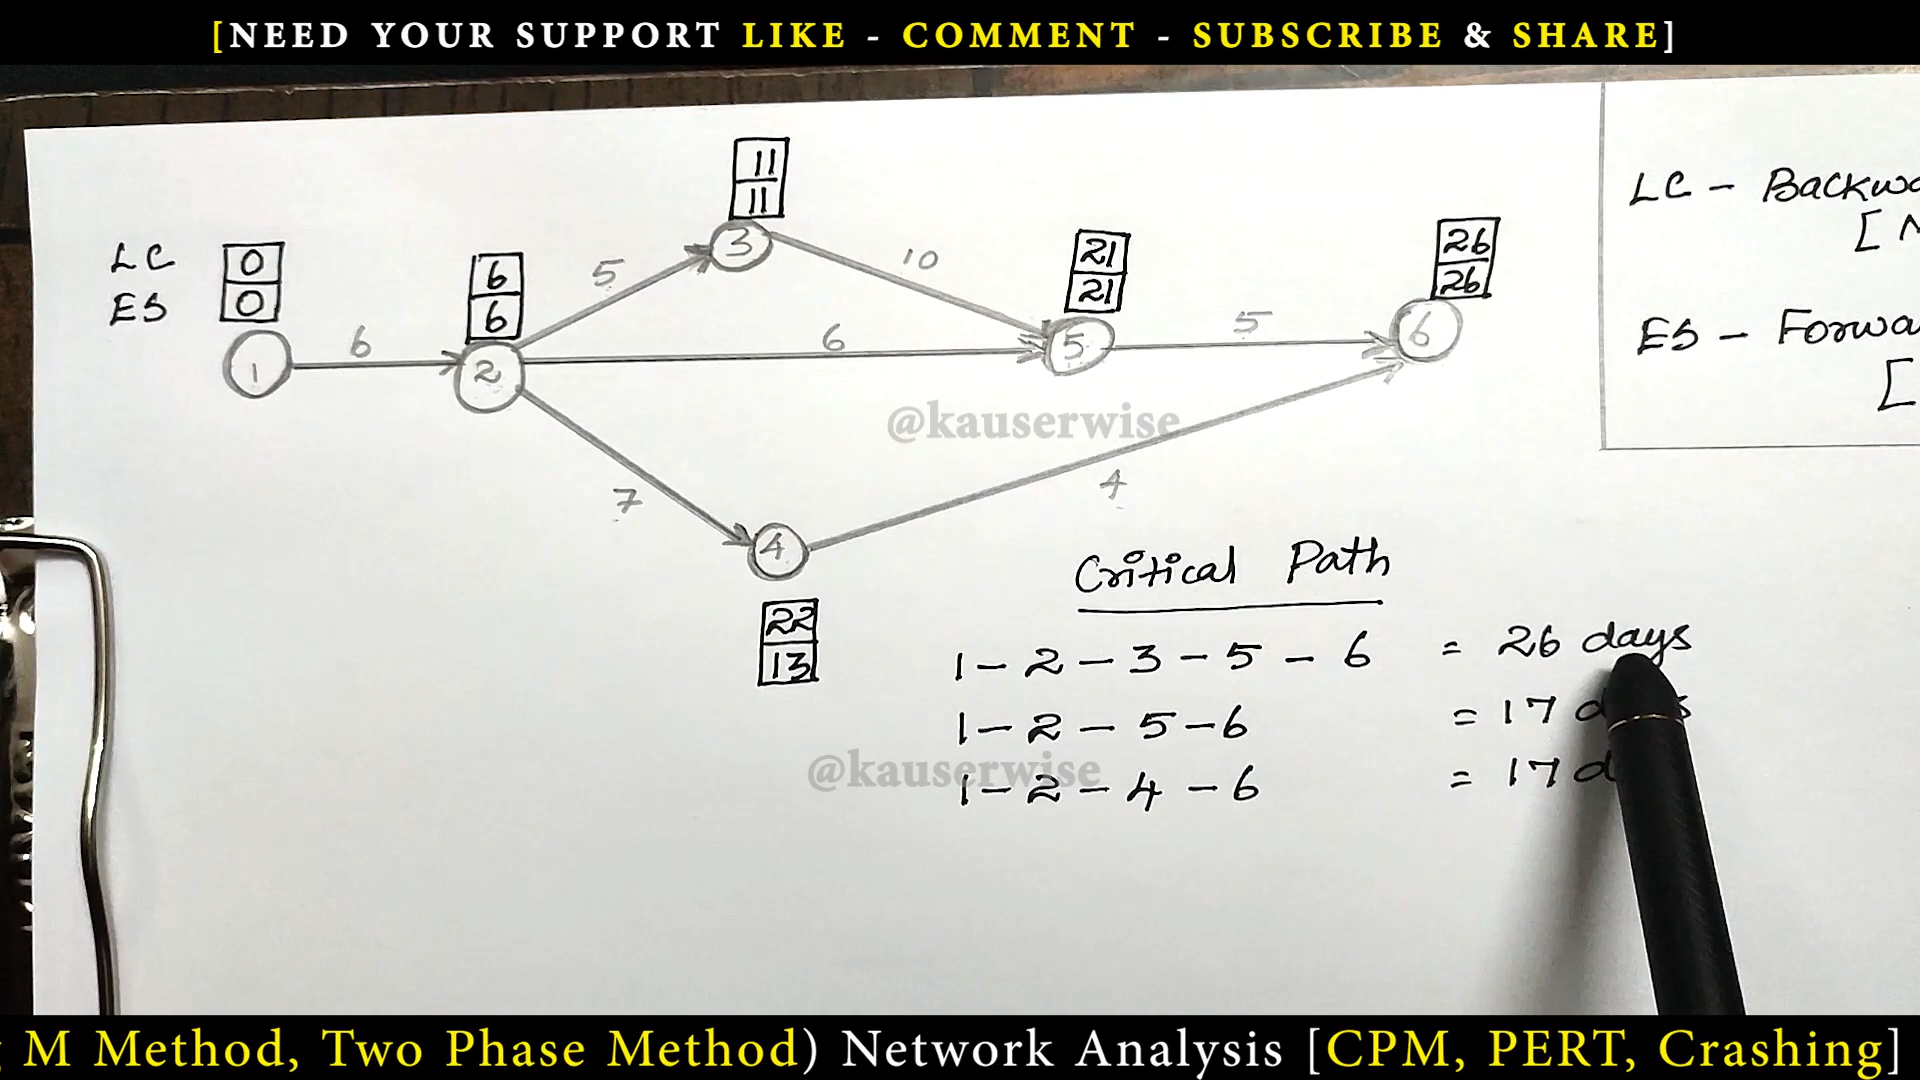 [NEED YOUR SUPPORT LIKE - COMMENT - SUBSCRIBE & SHARE]
LC - 
[
ES - 
[
LC
ES
0
0
6
6
11
11
21
21
26
26
1
6
2
5
3
10
6
5
5
6
7
4
4
22
13
@kauserwise
Critical Path
1 - 2 - 3 - 5 - 6 = 26 days
1 - 2 - 5 - 6 = 17
1 - 2 - 4 - 6 = 17
@kauserwise
M Method, Two Phase Method) Network Analysis [CPM, PERT, Crashing]